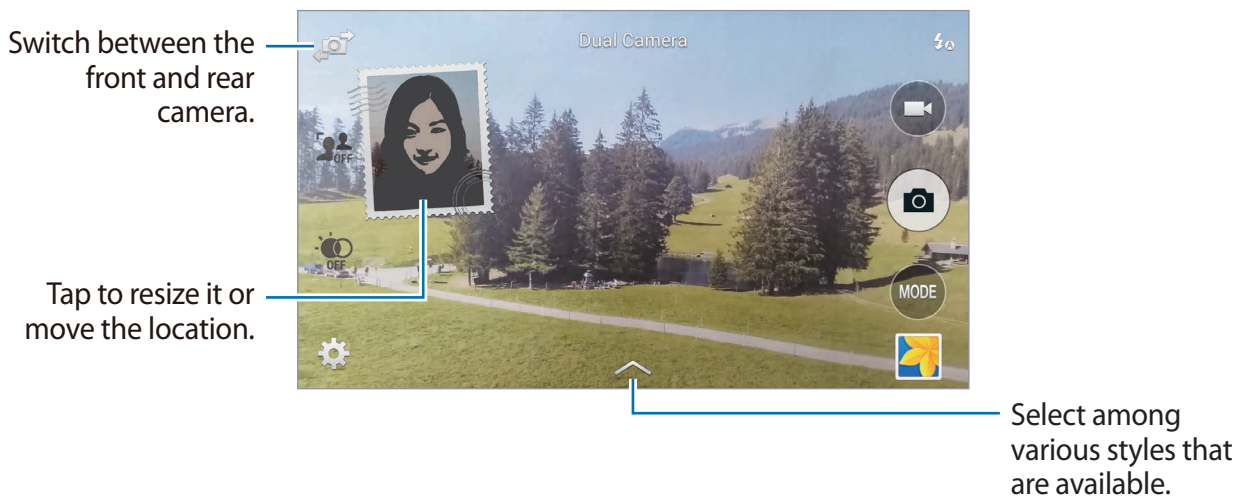 Switch between the
front and rear
camera.
Dual Camera
OFF
OFF
Tap to resize it or
move the location.
MODE
Select among
various styles that
are available.